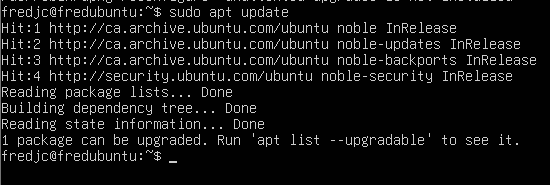 fredjc@fredubuntu:~$ sudo apt update
Hit:1 http://ca.archive.ubuntu.com/ubuntu noble InRelease
Hit:2 http://ca.archive.ubuntu.com/ubuntu noble-updates InRelease
Hit:3 http://ca.archive.ubuntu.com/ubuntu noble-backports InRelease
Hit:4 http://security.ubuntu.com/ubuntu noble-security InRelease
Reading package lists... Done
Building dependency tree... Done
Reading state information... Done
1 package can be upgraded. Run 'apt list --upgradable' to see it.
fredjc@fredubuntu:~$ _